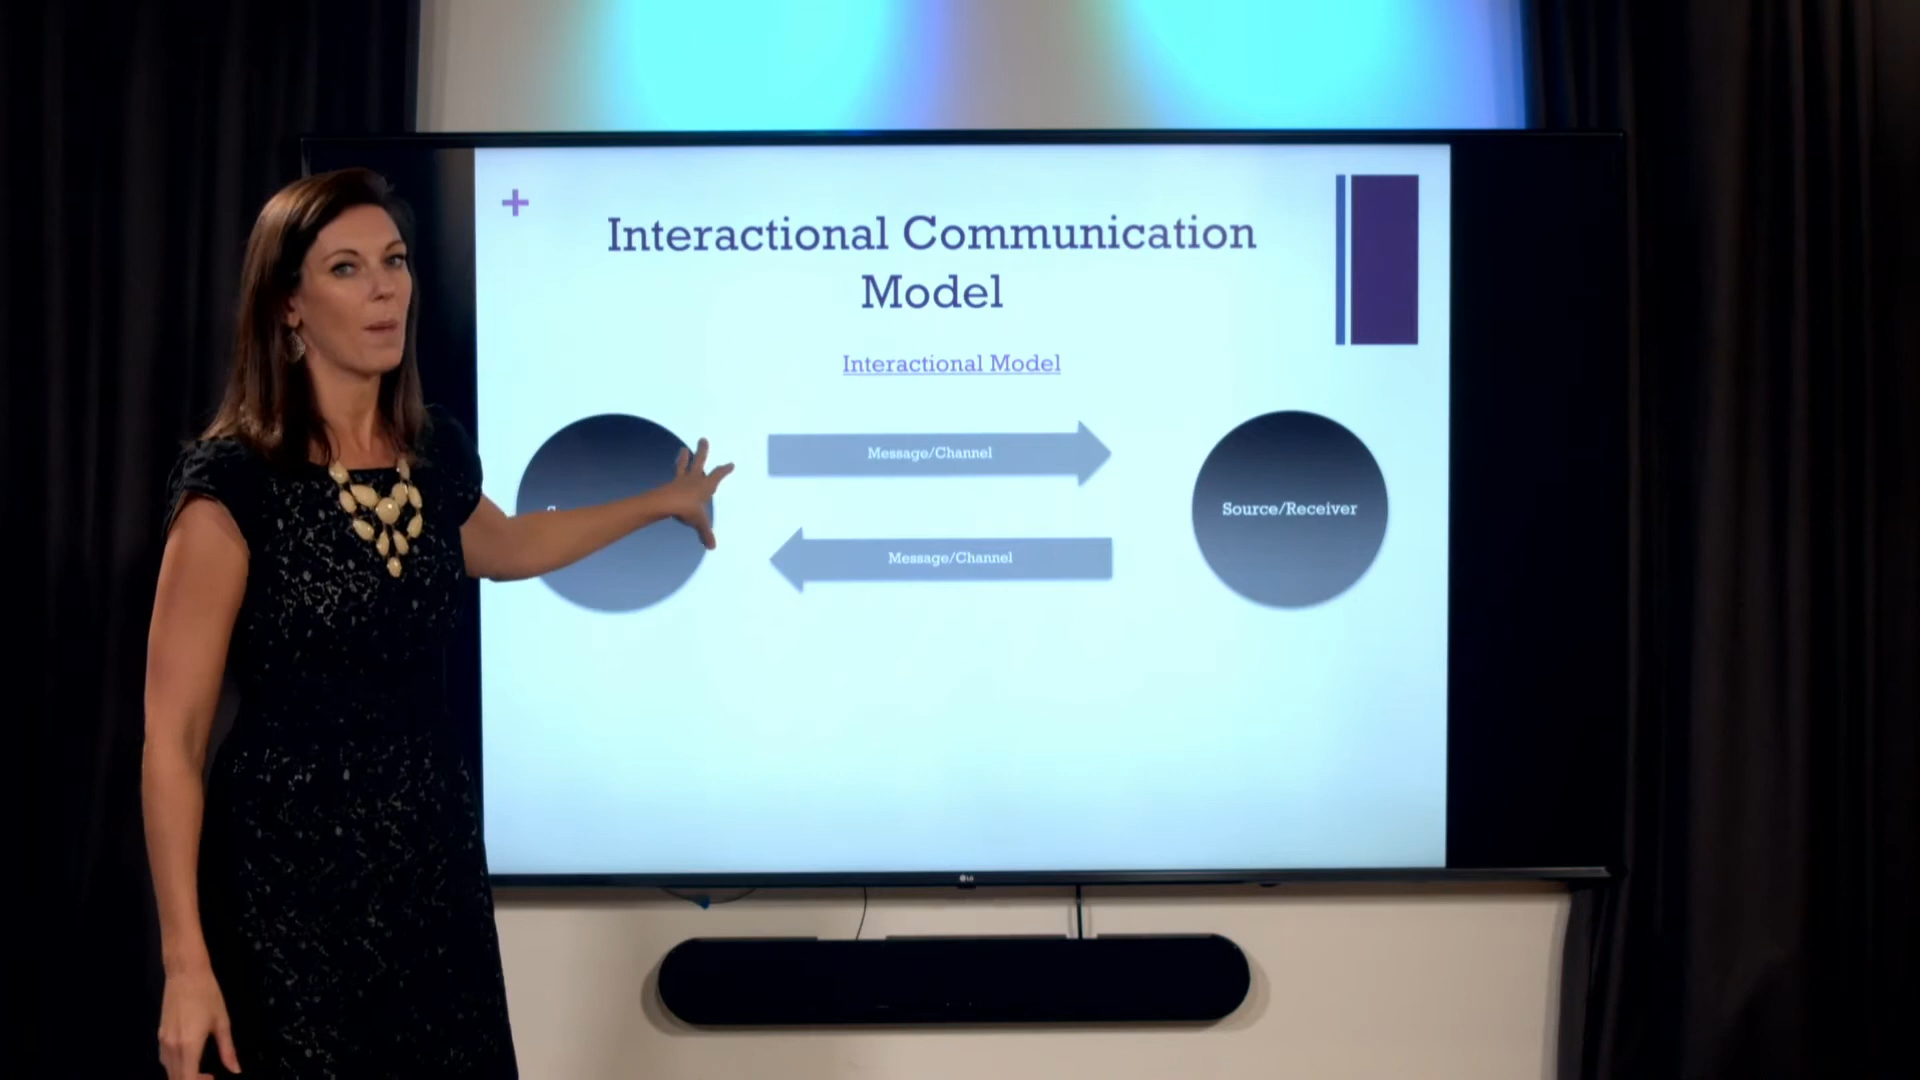 +
Interactional Communication
Model
Interactional Model
Message/Channel
Source/Receiver
Message/Channel
LG